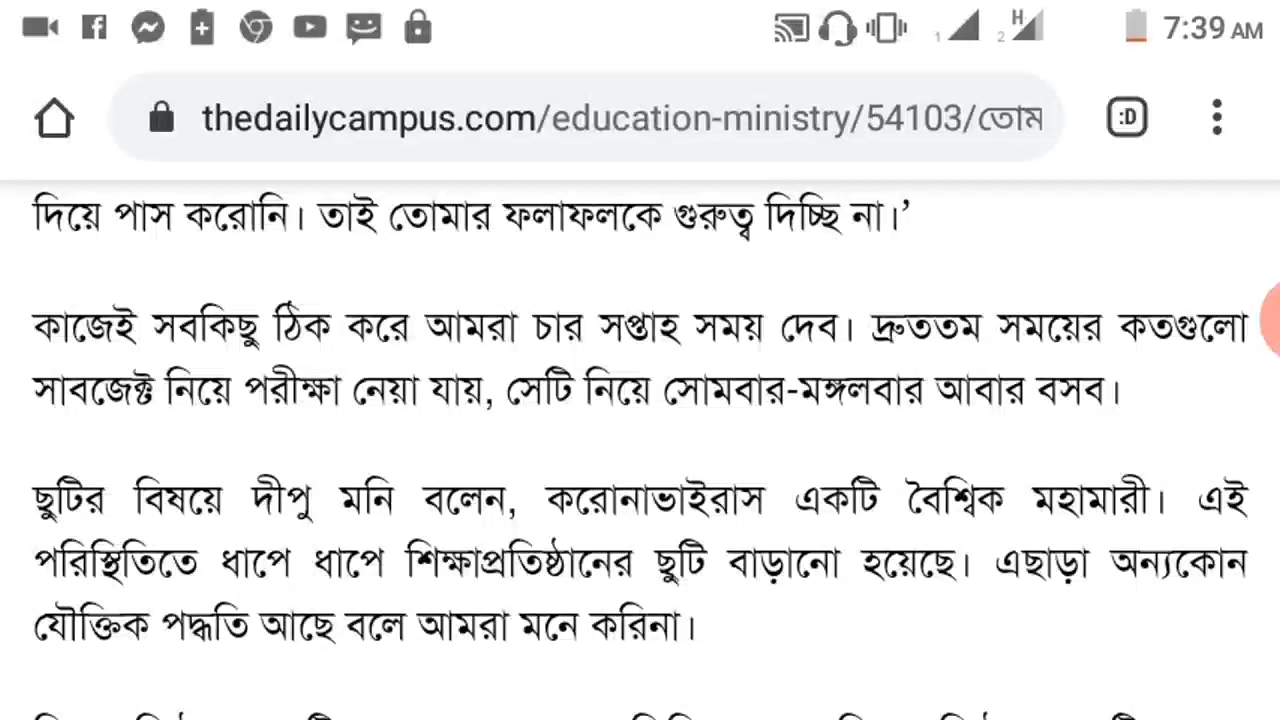 7:39 AM
thedailycampus.com/education-ministry/54103/তোম
:D
দিয়ে পাস করোনি। তাই তোমার ফলাফলকে গুরুত্ব দিচ্ছি না।’
কাজেই সবকিছু ঠিক করে আমরা চার সপ্তাহ সময় দেব। দ্রুততম সময়ের কতগুলো
সাবজেক্ট নিয়ে পরীক্ষা নেয়া যায়, সেটি নিয়ে সোমবার-মঙ্গলবার আবার বসব।
ছুটির বিষয়ে দীপু মনি বলেন, করোনাভাইরাস একটি বৈশ্বিক মহামারী। এই
পরিস্থিতিতে ধাপে ধাপে শিক্ষাপ্রতিষ্ঠানের ছুটি বাড়ানো হয়েছে। এছাড়া অন্যকোন
যৌক্তিক পদ্ধতি আছে বলে আমরা মনে করিনা।